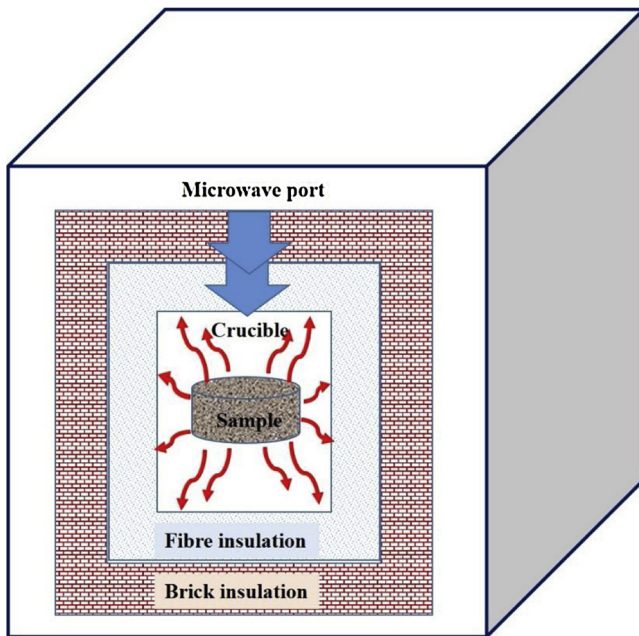 Microwave port
Crucible
Sample
Fibre insulation
Brick insulation